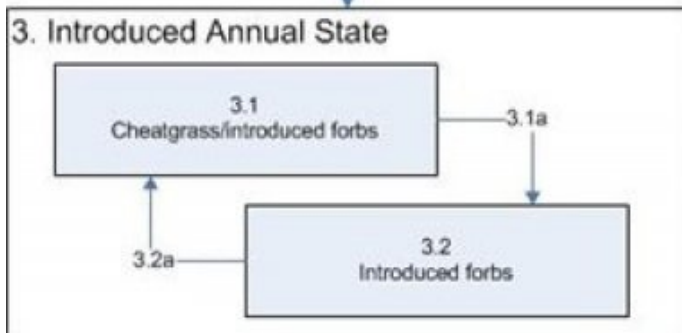 3. Introduced Annual State
3.1
Cheatgrass/introduced forbs
3.1a
3.2
Introduced forbs
3.2a